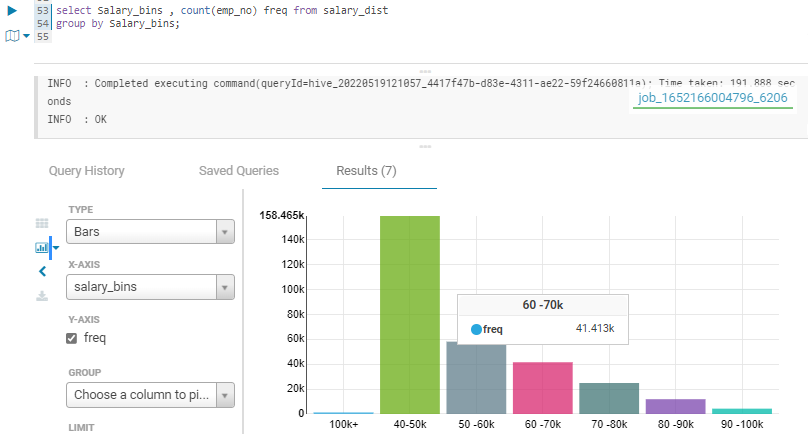 53 select Salary_bins , count(emp_no) freq from salary_dist
54 group by Salary_bins;
55
INFO : Completed executing command(queryId=hive_20220519121057_4417f47b-d83e-4311-ae22-59f24660811a); Time taken: 191.888 sec
onds
job_1652166004796_6206
INFO : OK
Query History
Saved Queries
Results (7)
TYPE
Bars
X-AXIS
salary_bins
Y-AXIS
freq
GROUP
Choose a column to pi...
LIMIT
158.465k
140k
120k
100k
80k
60k
40k
20k
0
60 -70k
freq 41.413k
100k+ 40-50k 50 -60k 60 -70k 70 -80k 80 -90k 90 -100k